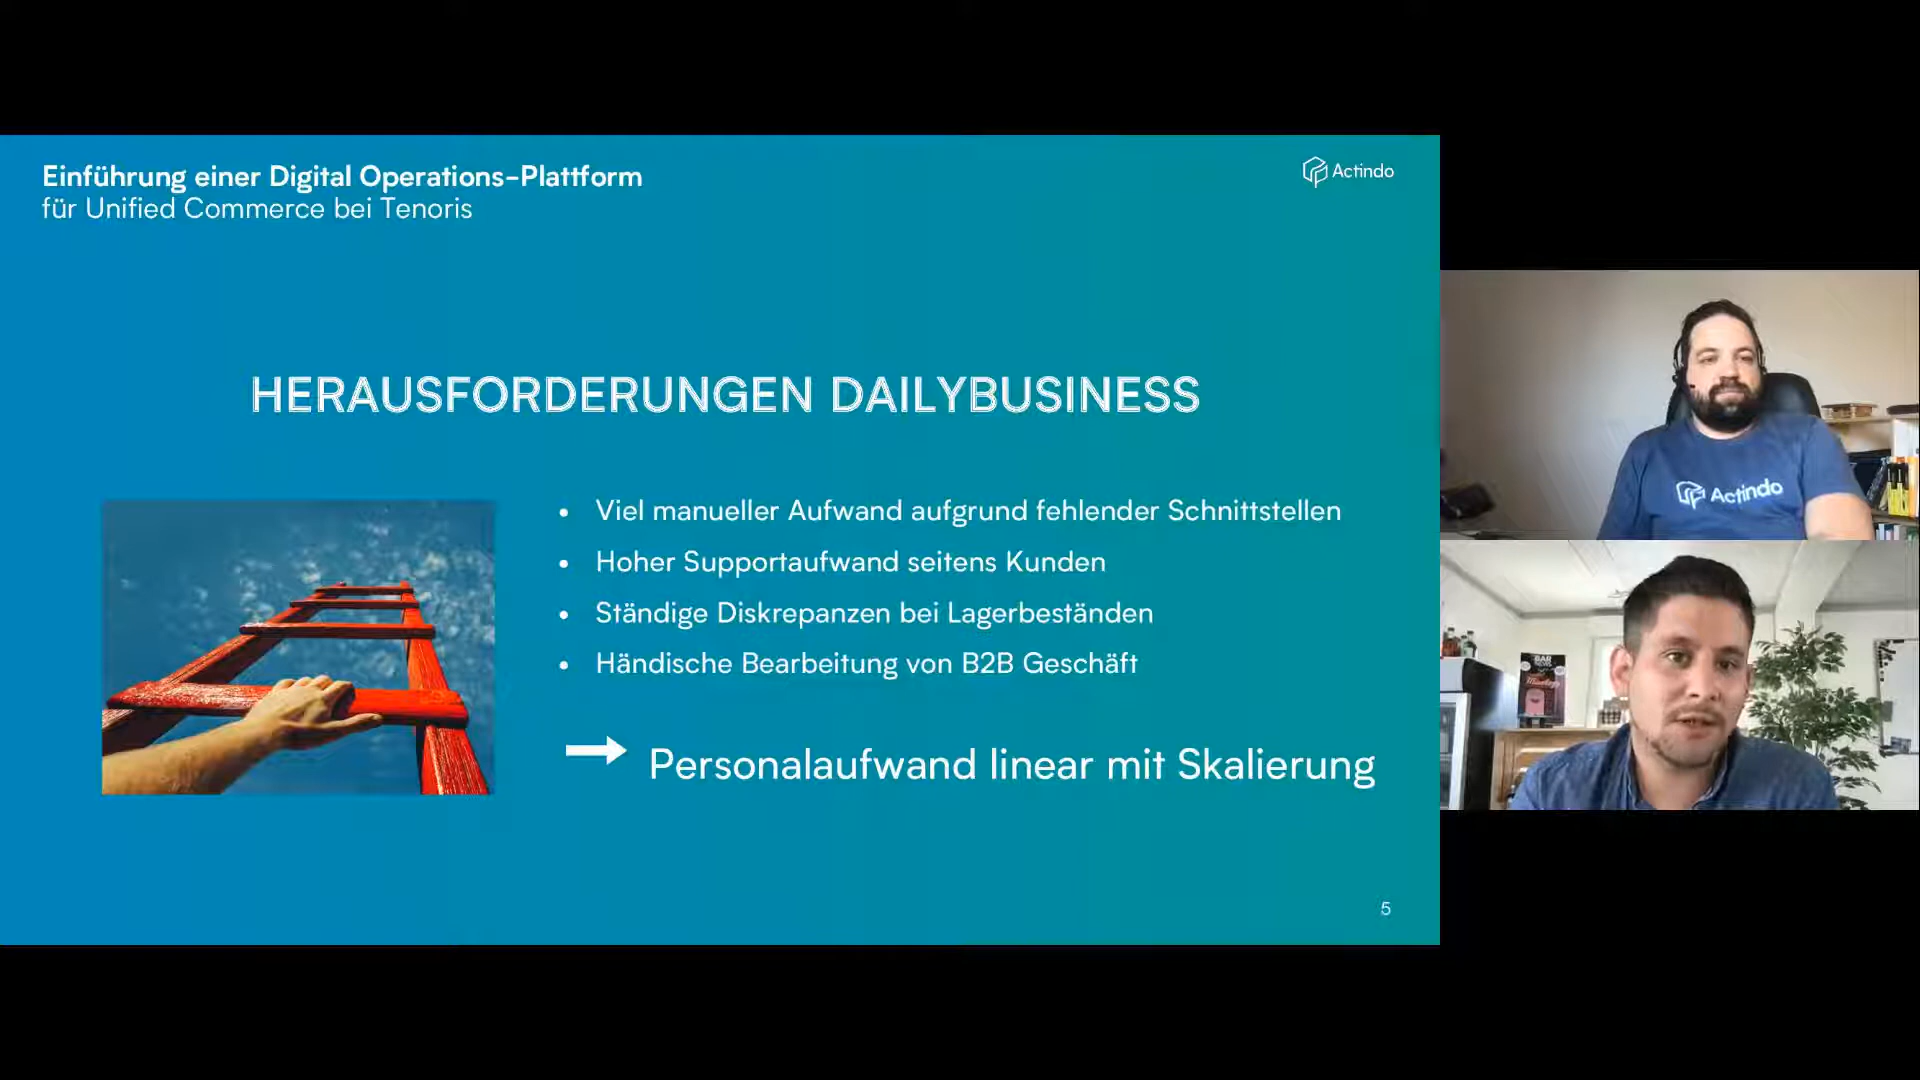 Einführung einer Digital Operations-Plattform
für Unified Commerce bei Tenoris
Actindo
HERAUSFORDERUNGEN DAILYBUSINESS
• Viel manueller Aufwand aufgrund fehlender Schnittstellen
• Hoher Supportaufwand seitens Kunden
• Ständige Diskrepanzen bei Lagerbeständen
• Händische Bearbeitung von B2B Geschäft
Personalaufwand linear mit Skalierung
5
Actindo
BAR